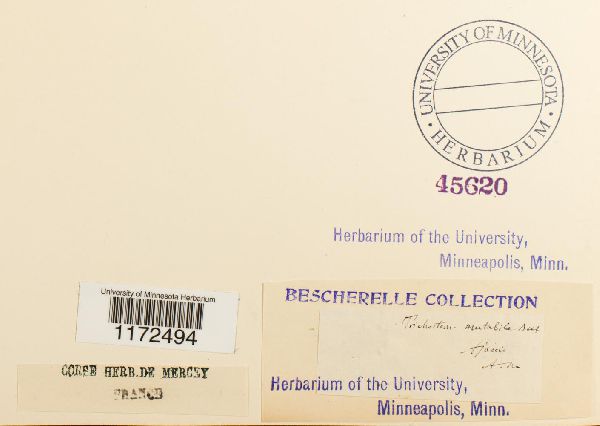 UNIVERSITY OF MINNESOTA
· HERBARIUM ·
45620
Herbarium of the University,
Minneapolis, Minn.
University of Minnesota Herbarium
1172494
CORSE HERB.DE MERCEY
FRANCE
BESCHERELLE COLLECTION
mutabile
Herbarium of the University,
Minneapolis, Minn.